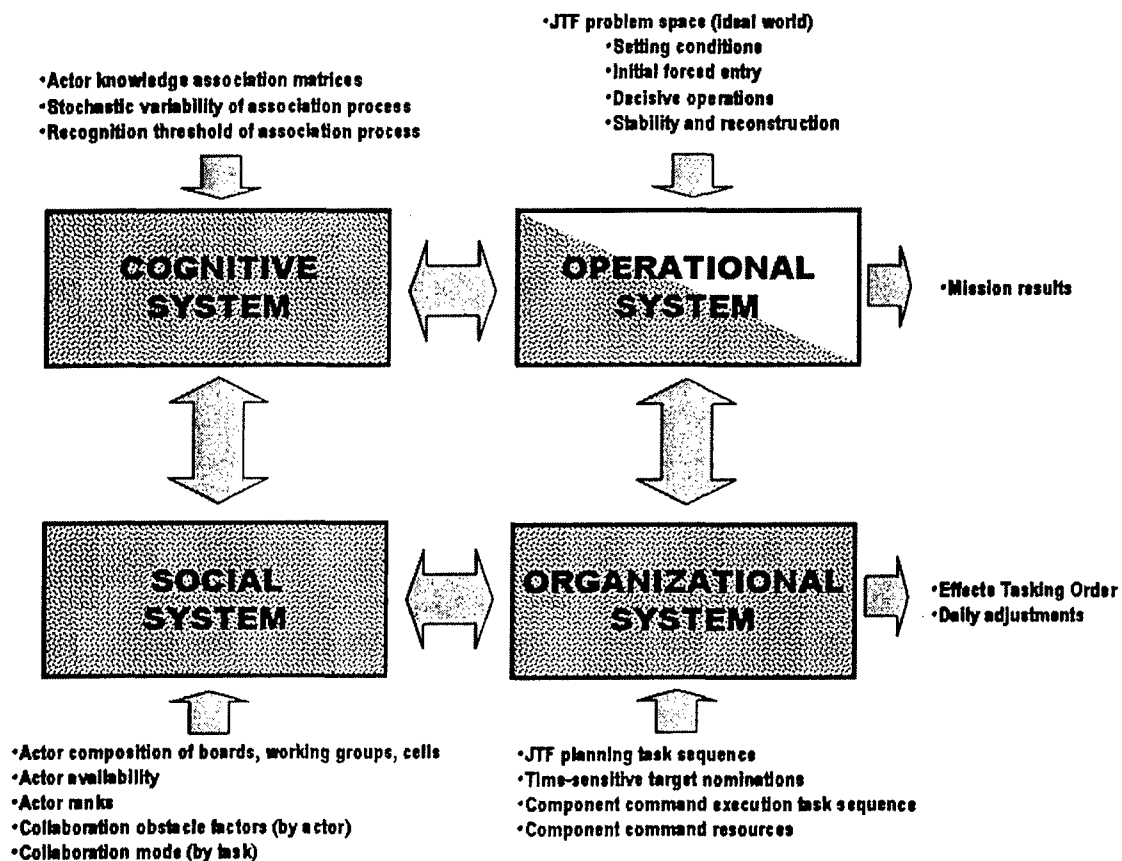 •JTF problem space (ideal world)
•Setting conditions
•Initial forced entry
•Decisive operations
•Stability and reconstruction
•Actor knowledge association matrices
•Stochastic variability of association process
•Recognition threshold of association process
COGNITIVE
SYSTEM
OPERATIONAL
SYSTEM
•Mission results
SOCIAL
SYSTEM
ORGANIZATIONAL
SYSTEM
•Effects Tasking Order
•Daily adjustments
•Actor composition of boards, working groups, cells
•Actor availability
•Actor ranks
•Collaboration obstacle factors (by actor)
•Collaboration mode (by task)
•JTF planning task sequence
•Time-sensitive target nominations
•Component command execution task sequence
•Component command resources